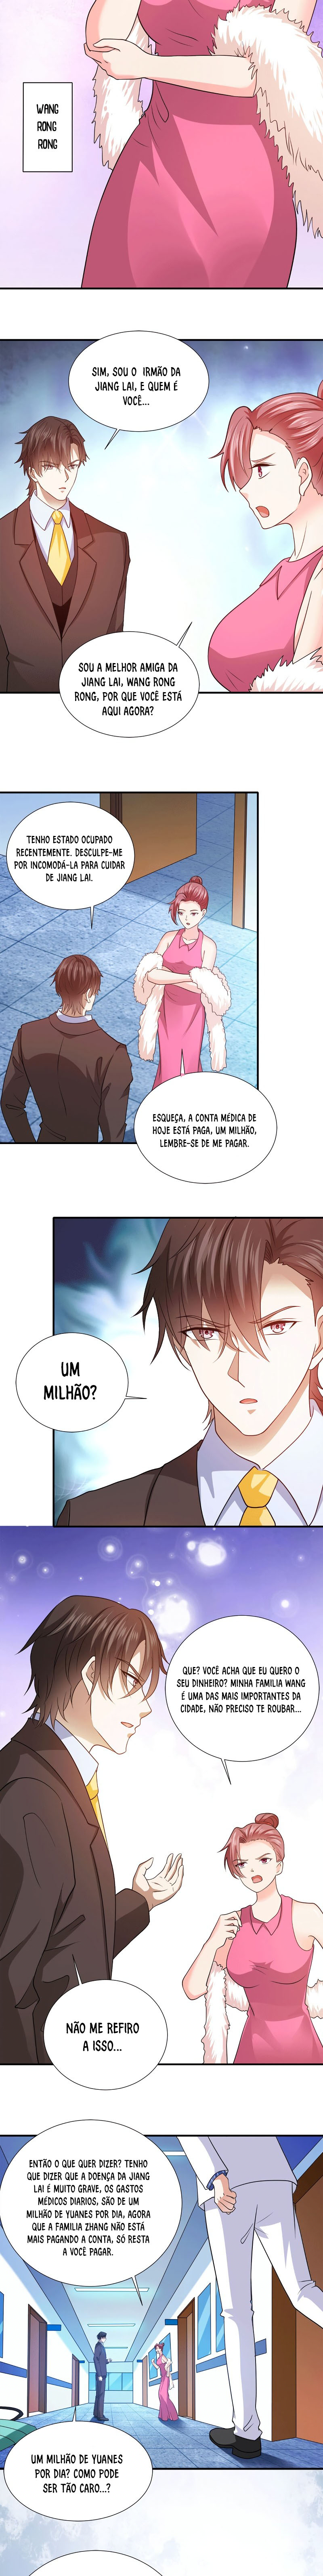 WANG
RONG
RONG
SIM, SOU O IRMÃO DA
JIANG LAI, E QUEM É
VOCÊ...
SOU A MELHOR AMIGA DA
JIANG LAI, WANG RONG
RONG, POR QUE VOCÊ ESTÁ
AQUI AGORA?
TENHO ESTADO OCUPADO
RECENTEMENTE. DESCULPE-ME
POR INCOMODÁ-LA PARA CUIDAR
DE JIANG LAI.
ESQUEÇA, A CONTA MÉDICA DE
HOJE ESTÁ PAGA, UM MILHÃO,
LEMBRE-SE DE ME PAGAR.
UM
MILHÃO?
QUE? VOCÊ ACHA QUE EU QUERO O
SEU DINHEIRO? MINHA FAMILIA WANG
É UMA DAS MAIS IMPORTANTES DA
CIDADE, NÃO PRECISO TE ROUBAR...
NÃO ME REFIRO
A ISSO...
ENTÃO O QUE QUER DIZER? TENHO
QUE DIZER QUE A DOENÇA DA JIANG
LAI É MUITO GRAVE, OS GASTOS
MÉDICOS DIARIOS, SÃO DE UM
MILHÃO DE YUANES POR DIA, AGORA
QUE A FAMILIA ZHANG NÃO ESTÁ
MAIS PAGANDO A CONTA, SÓ RESTA
A VOCÊ PAGAR.
UM MILHÃO DE YUANES
POR DIA? COMO PODE
SER TÃO CARO...?